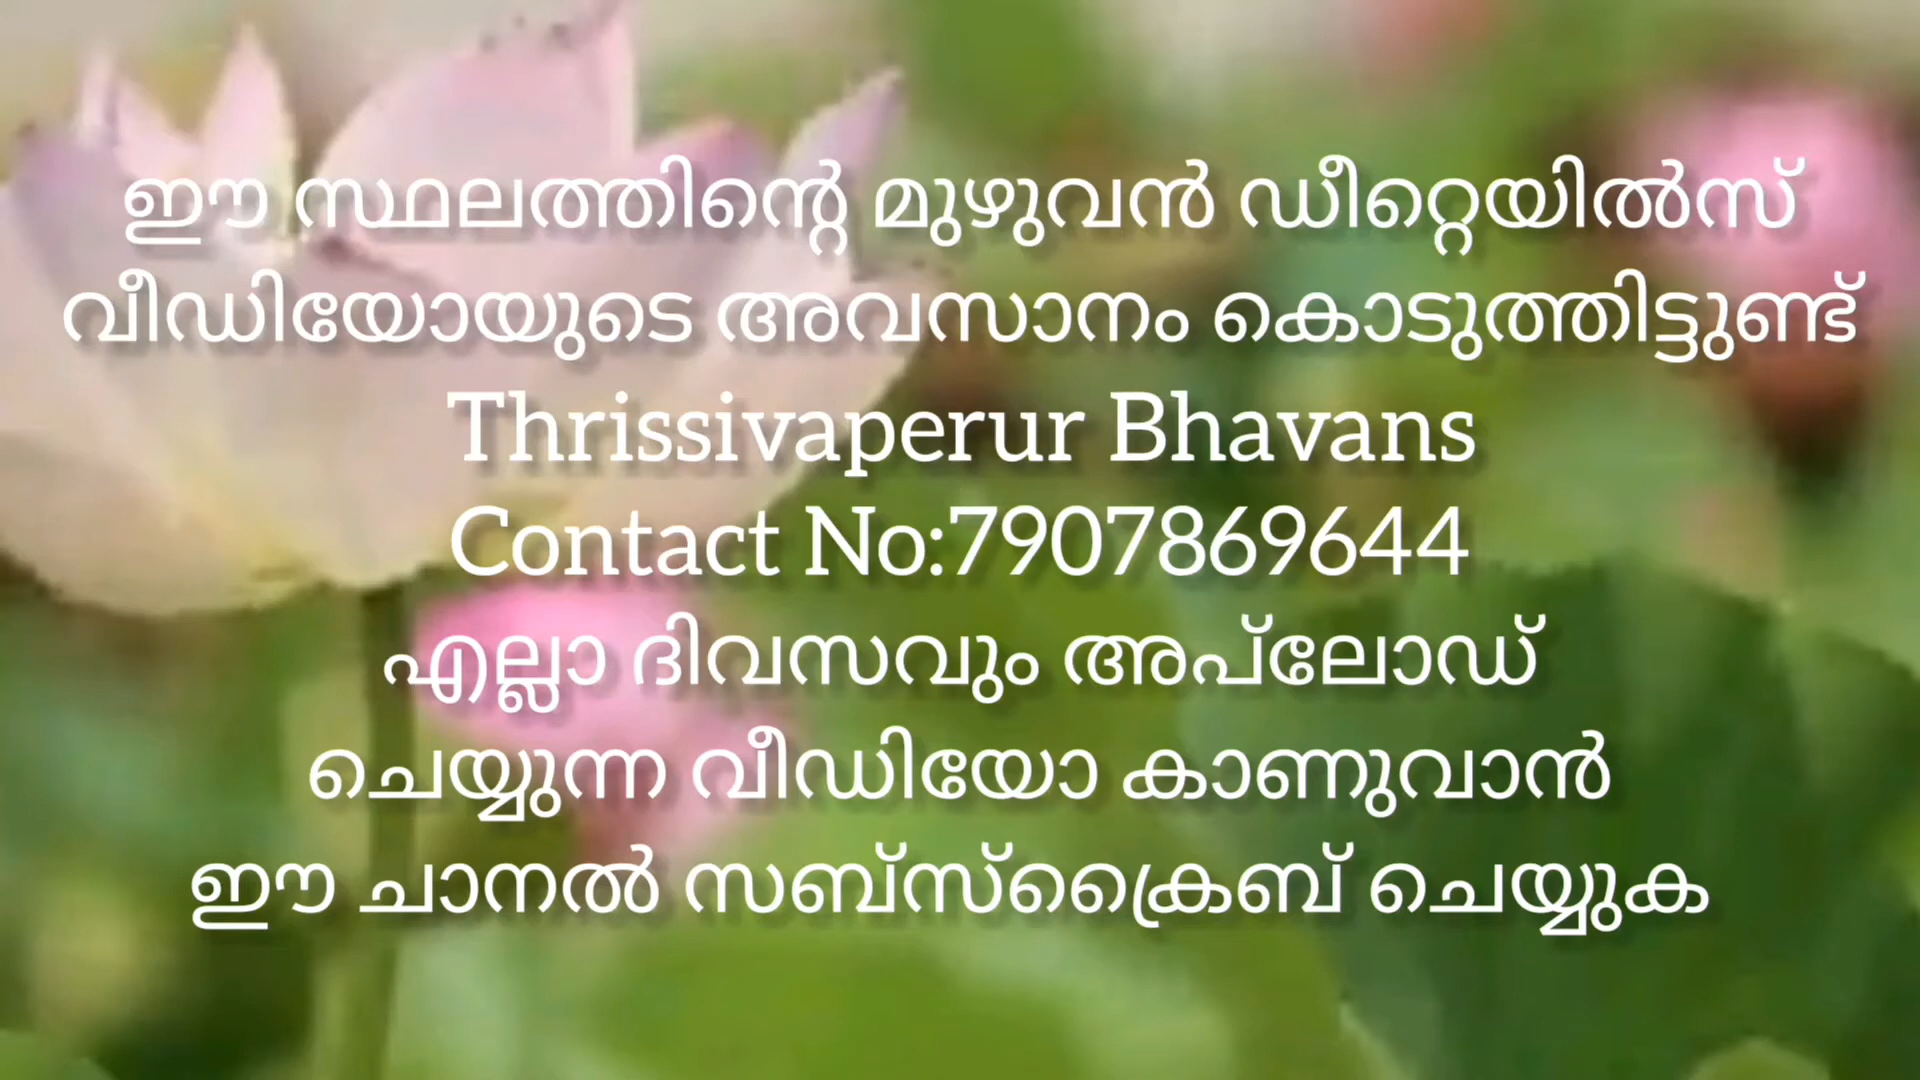 ഈ സ്ഥലത്തിന്റെ മുഴുവൻ ഡീറ്റെയിൽസ്
വീഡിയോയുടെ അവസാനം കൊടുത്തിട്ടുണ്ട്
Thrissivaperur Bhavans
Contact No:7907869644
എല്ലാ ദിവസവും അപ്‌ലോഡ്
ചെയ്യുന്ന വീഡിയോ കാണുവാൻ
ഈ ചാനൽ സബ്സ്ക്രൈബ് ചെയ്യുക